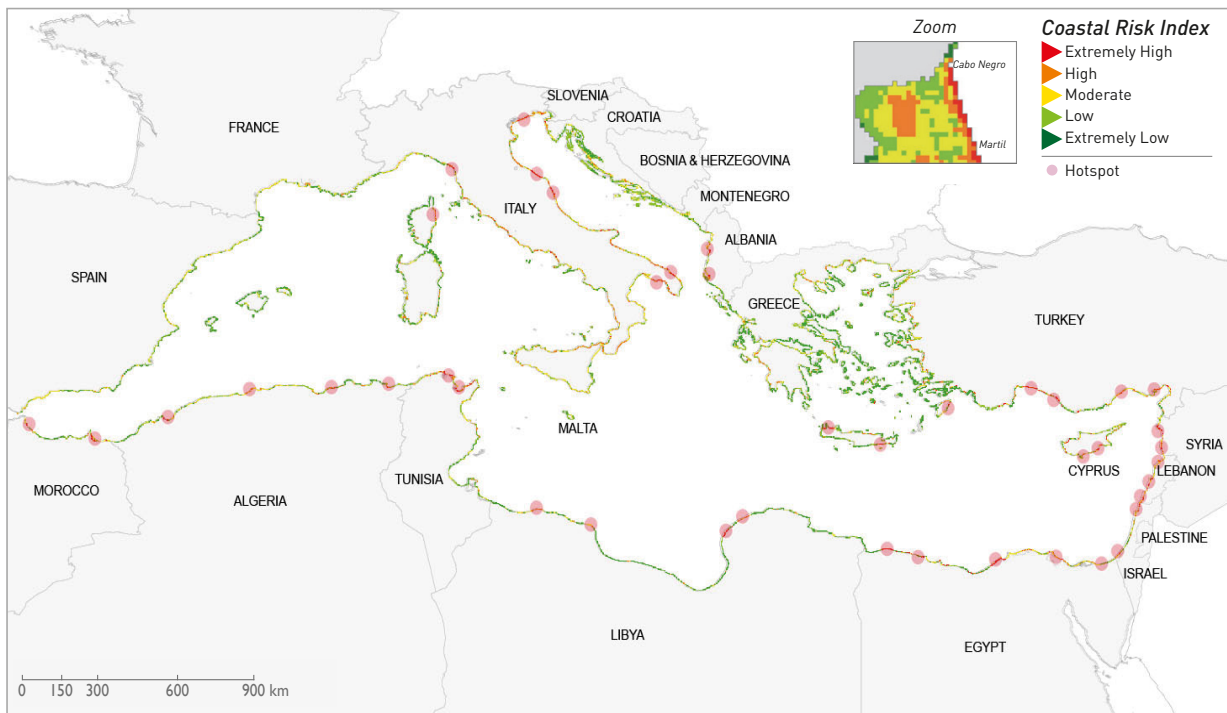 Zoom
Cabo Negro
Martil
Coastal Risk Index
Extremely High
High
Moderate
Low
Extremely Low
Hotspot
SLOVENIA
CROATIA
FRANCE
BOSNIA & HERZEGOVINA
MONTENEGRO
ITALY
ALBANIA
SPAIN
GREECE
TURKEY
MALTA
SYRIA
CYPRUS
LEBANON
TUNISIA
MOROCCO
ALGERIA
PALESTINE
ISRAEL
LIBYA
EGYPT
0 150 300 600 900 km